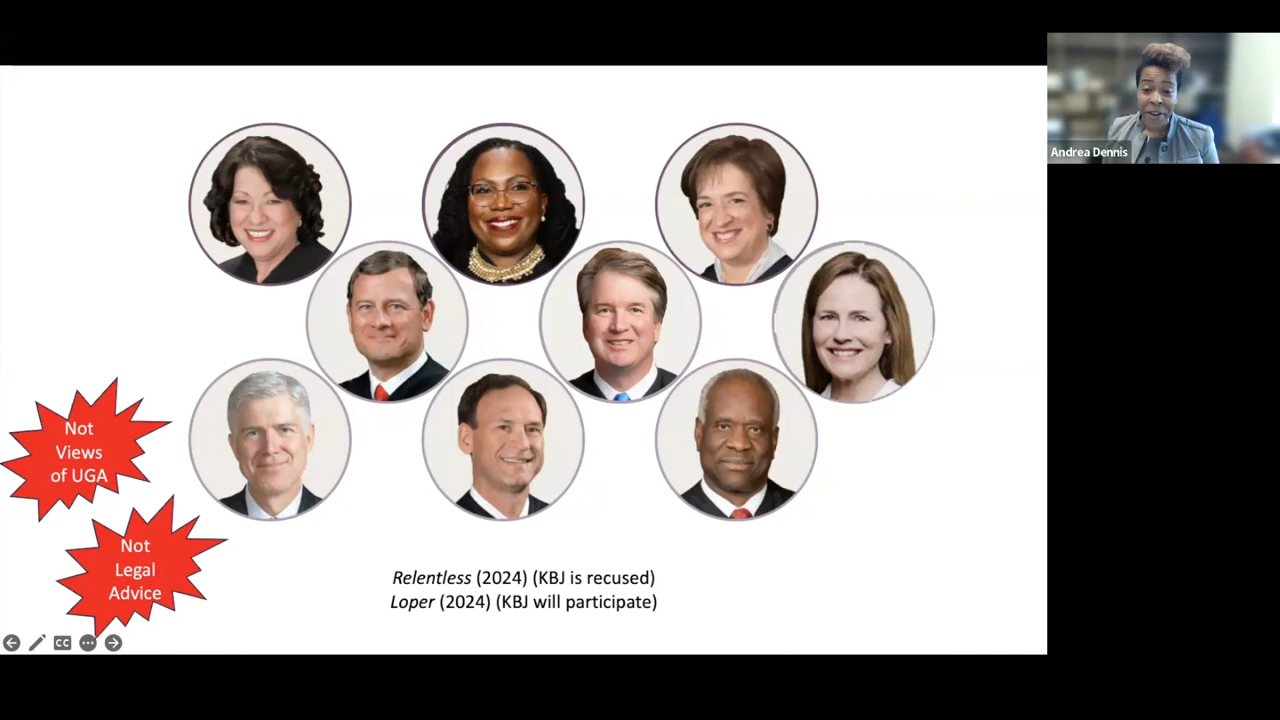 Andrea Dennis
Not
Views
of UGA
Not
Legal
Advice
Relentless (2024) (KBJ is recused)
Loper (2024) (KBJ will participate)
CC